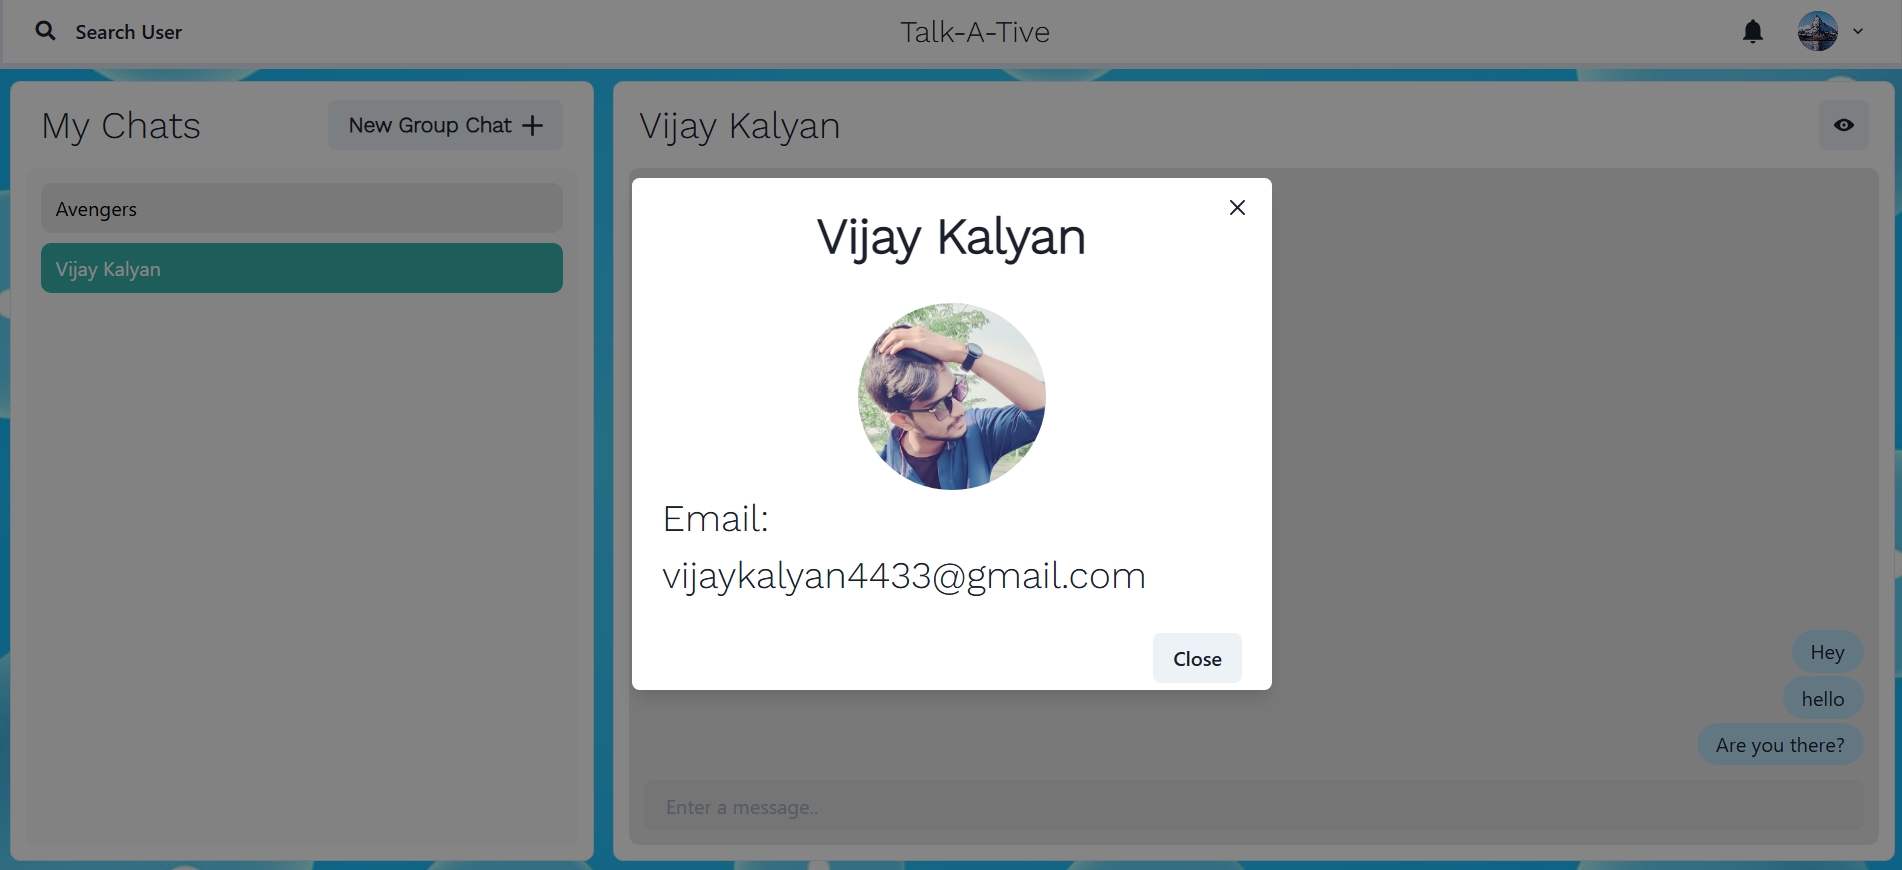 Search User
Talk-A-Tive
My Chats
New Group Chat
Avengers
Vijay Kalyan
Vijay Kalyan
Vijay Kalyan
Email:
vijaykalyan4433@gmail.com
Close
Hey
hello
Are you there?
Enter a message..